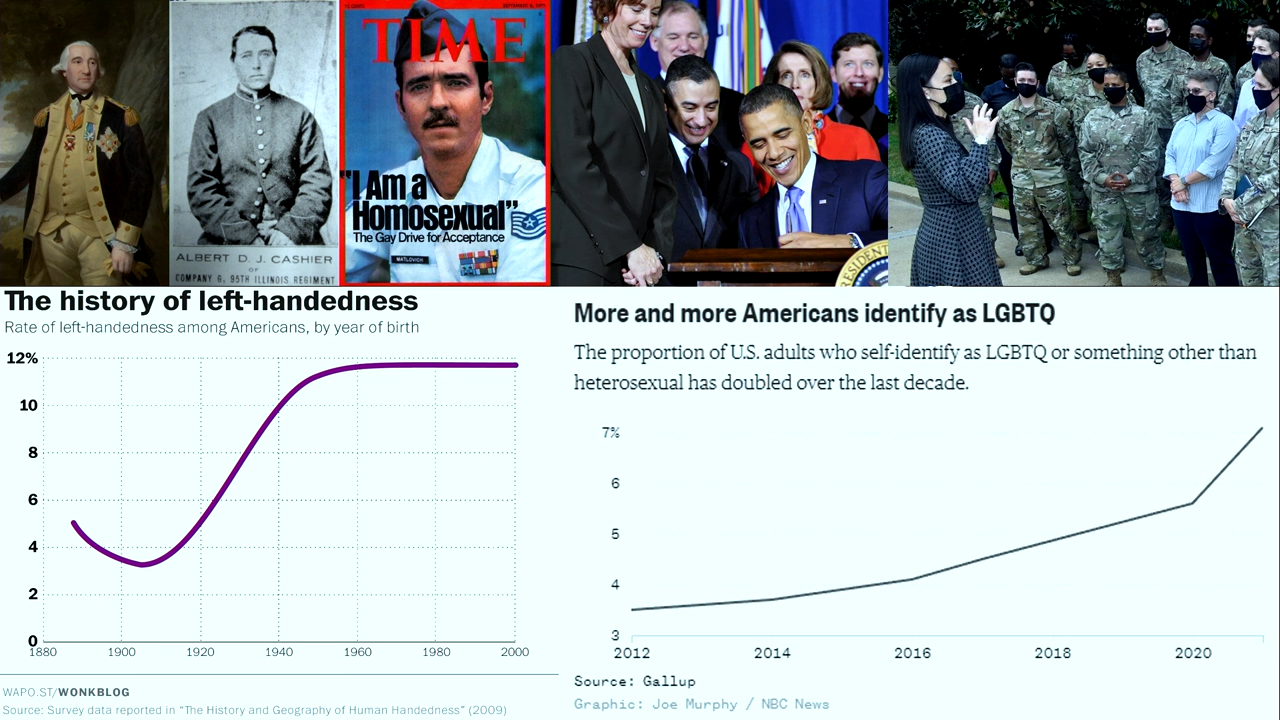 TIME
"I Am a
Homosexual"
The Gay Drive for Acceptance
MATLOVICH
ALBERT D. J. CASHIER
OF
COMPANY G, 95TH ILLINOIS REGIMENT
The history of left-handedness
Rate of left-handedness among Americans, by year of birth
12%
10
8
6
4
2
0
1880 1900 1920 1940 1960 1980 2000
WAPO.ST/WONKBLOG
Source: Survey data reported in “The History and Geography of Human Handedness” (2009)
More and more Americans identify as LGBTQ
The proportion of U.S. adults who self-identify as LGBTQ or something other than
heterosexual has doubled over the last decade.
7%
6
5
4
3
2012 2014 2016 2018 2020
Source: Gallup
Graphic: Joe Murphy / NBC News